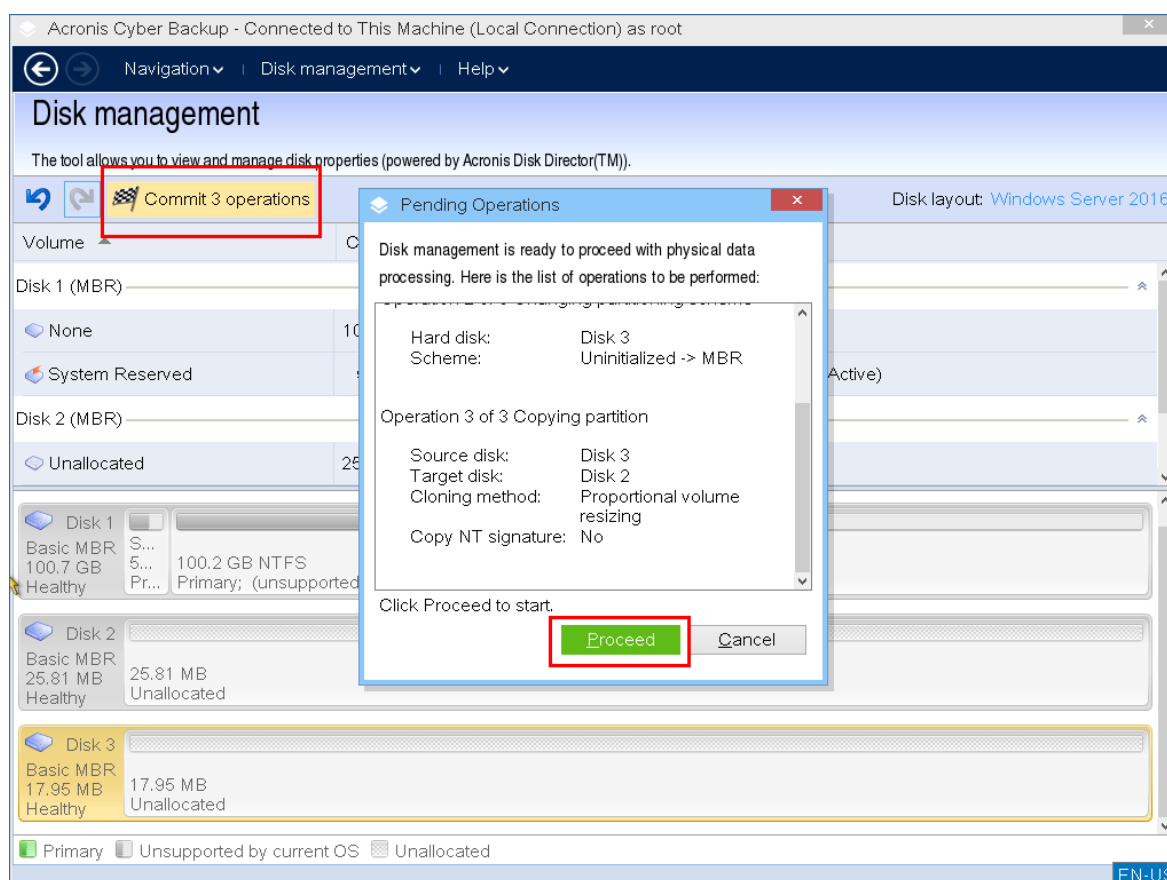 Acronis Cyber Backup - Connected to This Machine (Local Connection) as root
Navigation Disk management Help
Disk management
The tool allows you to view and manage disk properties (powered by Acronis Disk Director(TM)).
Commit 3 operations
Disk layout: Windows Server 2016
Volume C
Disk 1 (MBR)
None 10
System Reserved Active)
Disk 2 (MBR)
Unallocated 25
Pending Operations
Disk management is ready to proceed with physical data
processing. Here is the list of operations to be performed:
Hard disk: Disk 3
Scheme: Uninitialized -> MBR
Operation 3 of 3 Copying partition
Source disk: Disk 3
Target disk: Disk 2
Cloning method: Proportional volume
resizing
Copy NT signature: No
Click Proceed to start.
Proceed Cancel
Disk 1
Basic MBR
100.7 GB
Healthy
S...
5...
Pr...
100.2 GB NTFS
Primary; (unsupported
Disk 2
Basic MBR
25.81 MB
Healthy
25.81 MB
Unallocated
Disk 3
Basic MBR
17.95 MB
Healthy
17.95 MB
Unallocated
Primary Unsupported by current OS Unallocated
EN-US